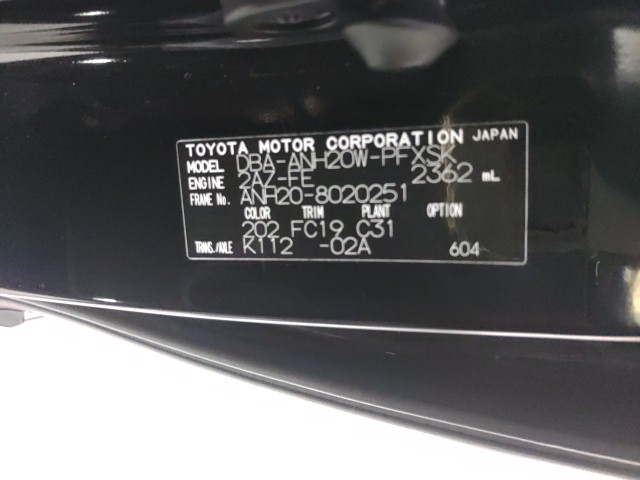 TOYOTA MOTOR CORPORATION JAPAN
MODEL DBA-ANH20W-PFXSK
ENGINE 2AZ-FE 2362 mL
FRAME No. ANH20-8020251
COLOR TRIM PLANT OPTION
202 FC19 C31
TRANS./AXLE K112 -02A 604